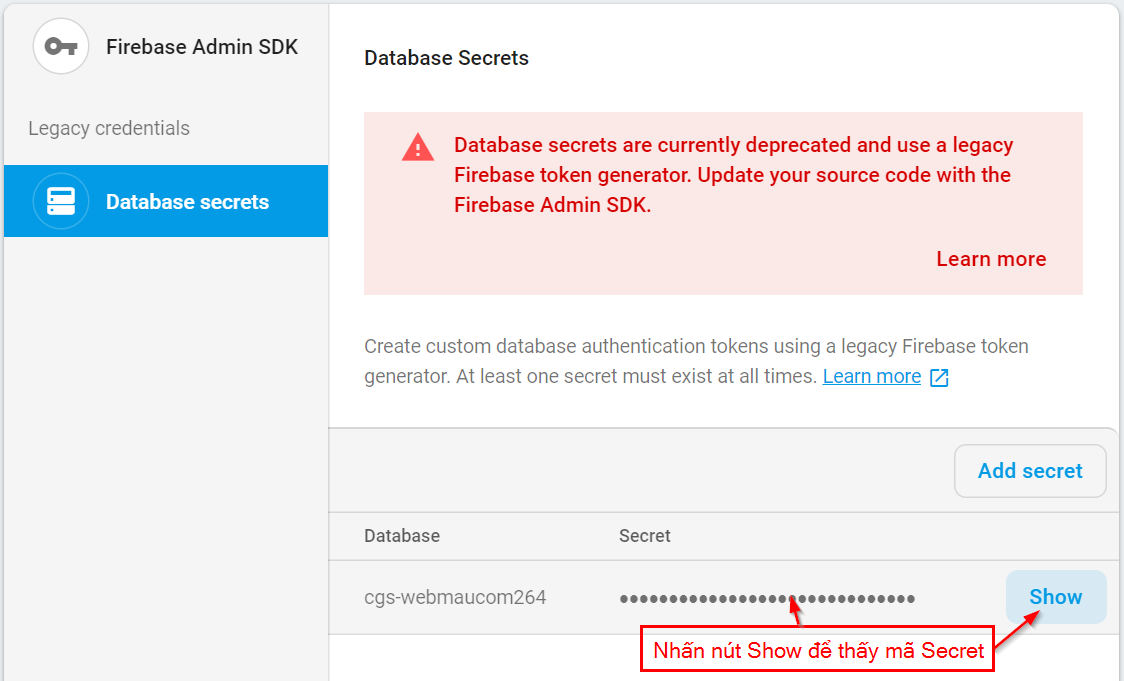 Firebase Admin SDK
Legacy credentials
Database secrets
Database Secrets
Database secrets are currently deprecated and use a legacy
Firebase token generator. Update your source code with the
Firebase Admin SDK.
Learn more
Create custom database authentication tokens using a legacy Firebase token
generator. At least one secret must exist at all times. Learn more
Add secret
Database Secret
cgs-webmaucom264 •••••••••••••••••••••••••••••• Show
Nhấn nút Show để thấy mã Secret